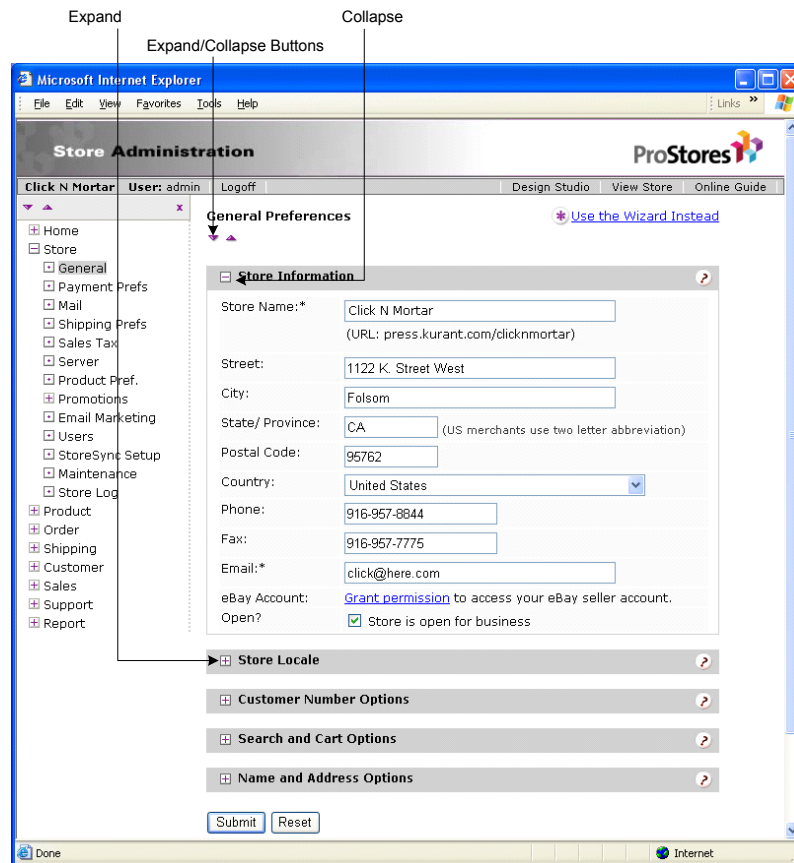 Expand
Collapse
Expand/Collapse Buttons
Microsoft Internet Explorer
File Edit View Favorites Tools Help Links »
Store Administration
ProStores
Click N Mortar User: admin Logoff Design Studio View Store Online Guide
x
Home
Store
General
Payment Prefs
Mail
Shipping Prefs
Sales Tax
Server
Product Pref.
Promotions
Email Marketing
Users
StoreSync Setup
Maintenance
Store Log
Product
Order
Shipping
Customer
Sales
Support
Report
General Preferences
Use the Wizard Instead
Store Information ?
Store Name:* Click N Mortar
(URL: press.kurant.com/clicknmortar)
Street: 1122 K. Street West
City: Folsom
State/ Province: CA (US merchants use two letter abbreviation)
Postal Code: 95762
Country: United States
Phone: 916-957-8844
Fax: 916-957-7775
Email:* click@here.com
eBay Account: Grant permission to access your eBay seller account.
Open? Store is open for business
Store Locale ?
Customer Number Options ?
Search and Cart Options ?
Name and Address Options ?
Submit Reset
Done Internet